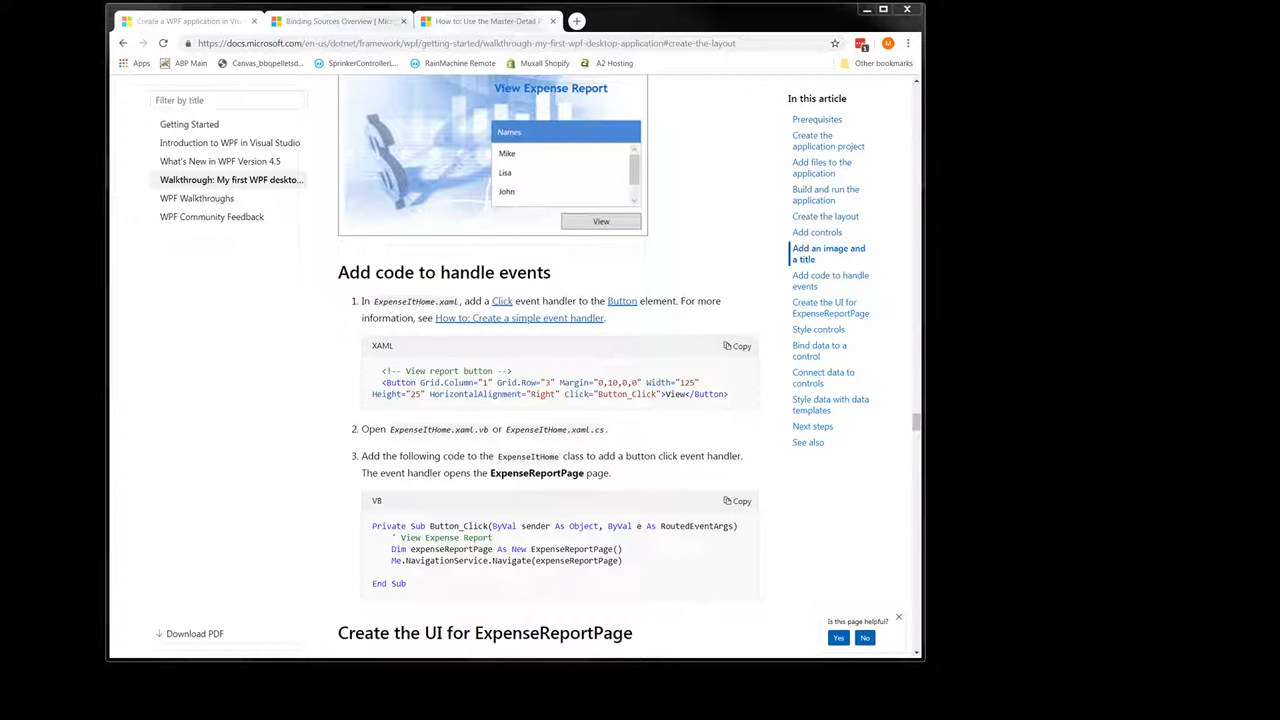 Create a WPF application in Visu
Binding Sources Overview | Micr
How to: Use the Master-Detail P
https://docs.microsoft.com/en-us/dotnet/framework/wpf/getting-started/walkthrough-my-first-wpf-desktop-application#create-the-layout
M
Apps
ABP Main
Canvas_bbqpelletsd...
SprinkerControllerL...
RainMachine Remote
Muxall Shopify
A2 Hosting
Other bookmarks
Filter by title
Getting Started
Introduction to WPF in Visual Studio
What's New in WPF Version 4.5
Walkthrough: My first WPF deskto...
WPF Walkthroughs
WPF Community Feedback
Download PDF
View Expense Report
Names
Mike
Lisa
John
View
Add code to handle events
1. In ExpenseItHome.xaml, add a Click event handler to the Button element. For more
information, see How to: Create a simple event handler.
XAML
Copy
<!-- View report button -->
<Button Grid.Column="1" Grid.Row="3" Margin="0,10,0,0" Width="125"
Height="25" HorizontalAlignment="Right" Click="Button_Click">View</Button>
2. Open ExpenseItHome.xaml.vb or ExpenseItHome.xaml.cs.
3. Add the following code to the ExpenseItHome class to add a button click event handler.
The event handler opens the ExpenseReportPage page.
VB
Copy
Private Sub Button_Click(ByVal sender As Object, ByVal e As RoutedEventArgs)
' View Expense Report
Dim expenseReportPage As New ExpenseReportPage()
Me.NavigationService.Navigate(expenseReportPage)
End Sub
Create the UI for ExpenseReportPage
In this article
Prerequisites
Create the
application project
Add files to the
application
Build and run the
application
Create the layout
Add controls
Add an image and
a title
Add code to handle
events
Create the UI for
ExpenseReportPage
Style controls
Bind data to a
control
Connect data to
controls
Style data with data
templates
Next steps
See also
Is this page helpful?
Yes
No